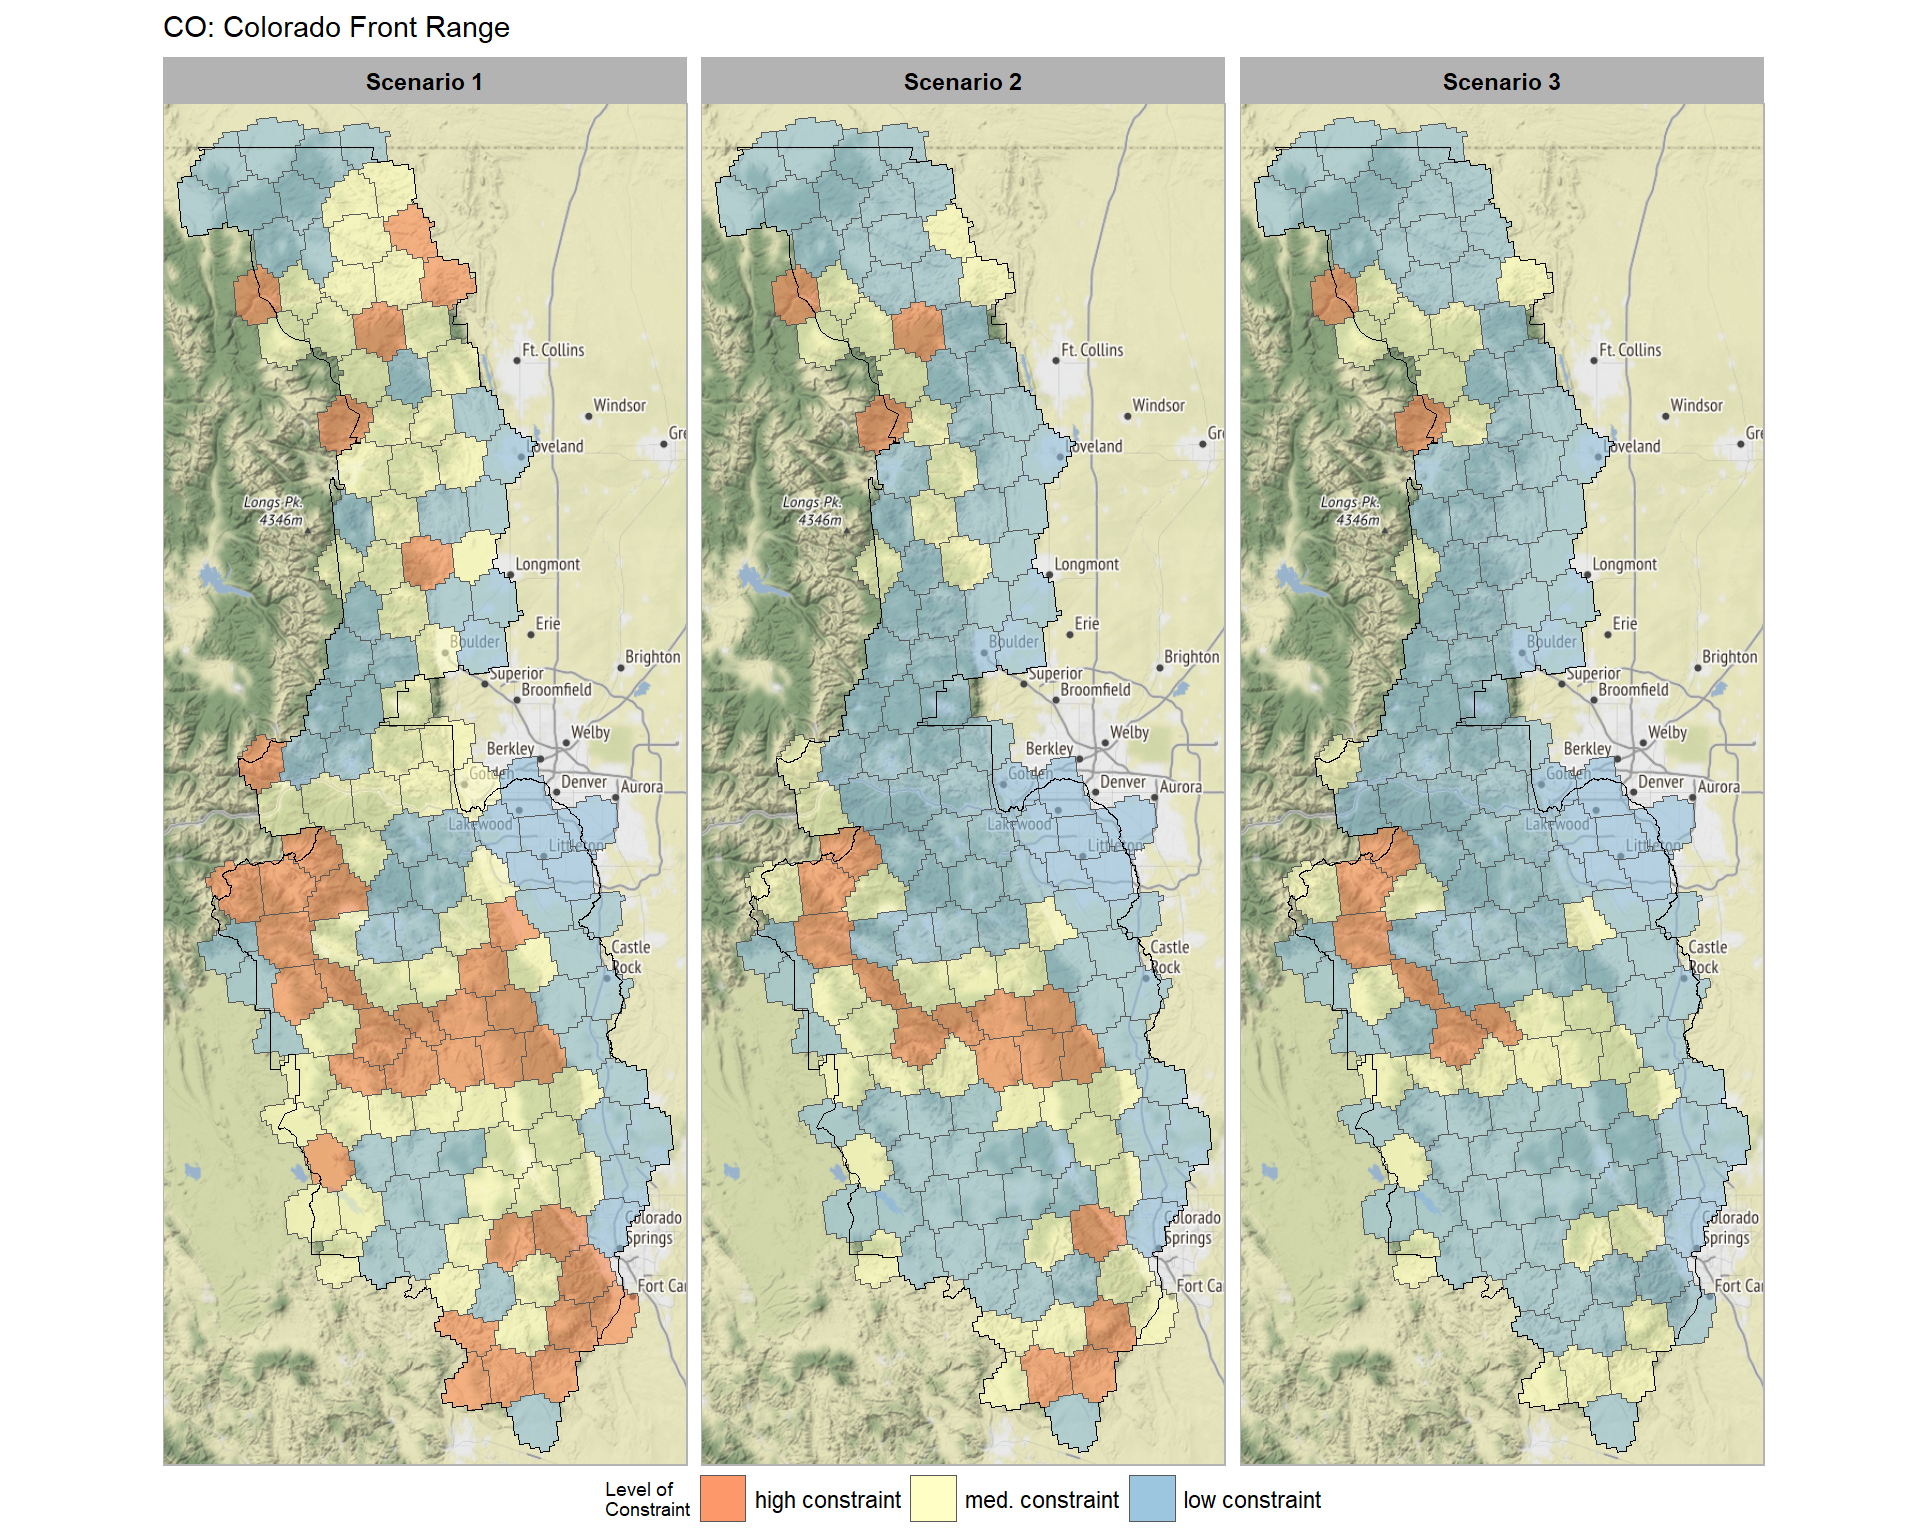 CO: Colorado Front Range
Scenario 1
Scenario 2
Scenario 3
Ft. Collins
Windsor
Gre
Loveland
Longs Pk.
4346m
Longmont
Erie
Boulder
Brighton
Superior
Broomfield
Welby
Berkley
Golden
Denver
Aurora
Lakewood
Littleton
Castle
Rock
Colorado
Springs
Fort Ca
Ft. Collins
Windsor
Gr
Loveland
Longs Pk.
4346m
Longmont
Erie
Boulder
Brighton
Superior
Broomfield
Welby
Berkley
Golden
Denver
Aurora
Lakewood
Littleton
Castle
Rock
Colorado
Springs
Fort Ca
Ft. Collins
Windsor
Gre
Loveland
Longs Pk.
4346m
Longmont
Erie
Boulder
Brighton
Superior
Broomfield
Welby
Berkley
Golden
Denver
Aurora
Lakewood
Littleton
Castle
Rock
Colorado
Springs
Fort Ca
Level of
Constraint
high constraint
med. constraint
low constraint